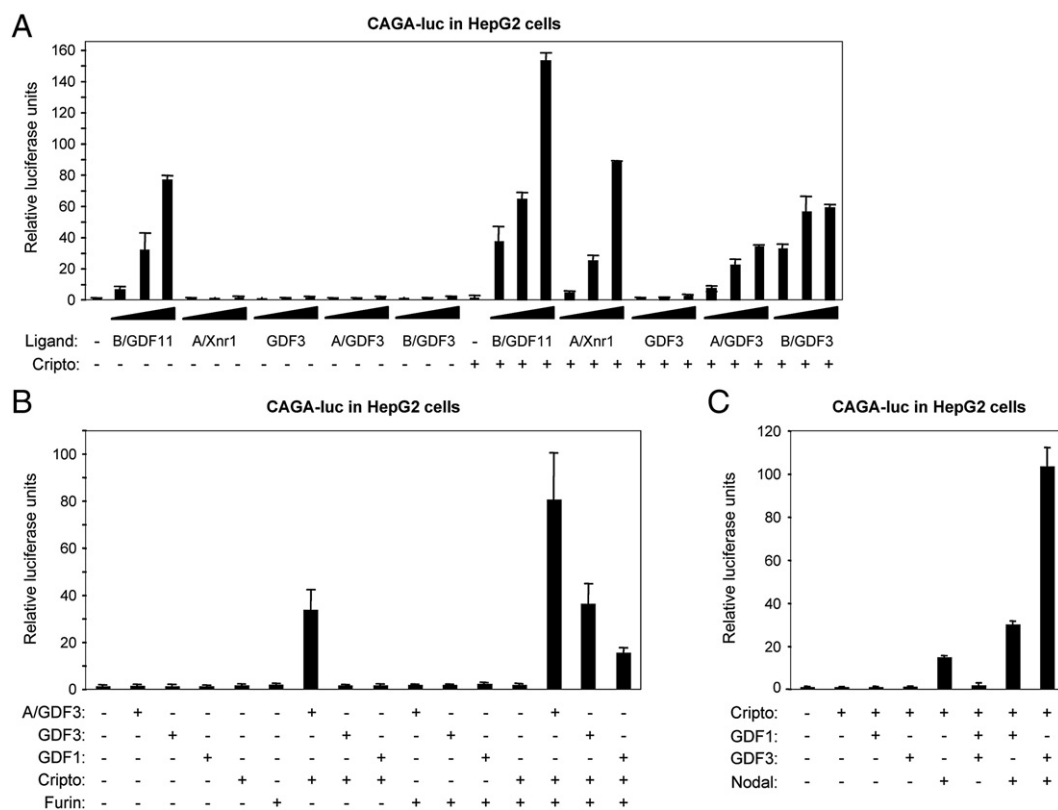 A
CAGA-luc in HepG2 cells
Relative luciferase units
160
140
120
100
80
60
40
20
0
Ligand: - B/GDF11 A/Xnr1 GDF3 A/GDF3 B/GDF3 - B/GDF11 A/Xnr1 GDF3 A/GDF3 B/GDF3
Cripto: - - - - - - - - - - - - - - - - + + + + + + + + + + + + + + + +
B
CAGA-luc in HepG2 cells
Relative luciferase units
100
80
60
40
20
0
A/GDF3: - + - - - - + - - + - - - + - -
GDF3: - - + - - - - + - - + - - - + -
GDF1: - - - + - - - - + - - + - - - +
Cripto: - - - - + - + + + - - - + + + +
Furin: - - - - - + - - - + + + + + + +
C
CAGA-luc in HepG2 cells
Relative luciferase units
120
100
80
60
40
20
0
Cripto: - + + + + + + +
GDF1: - - + - - + + -
GDF3: - - - + - + - +
Nodal: - - - - + - + +